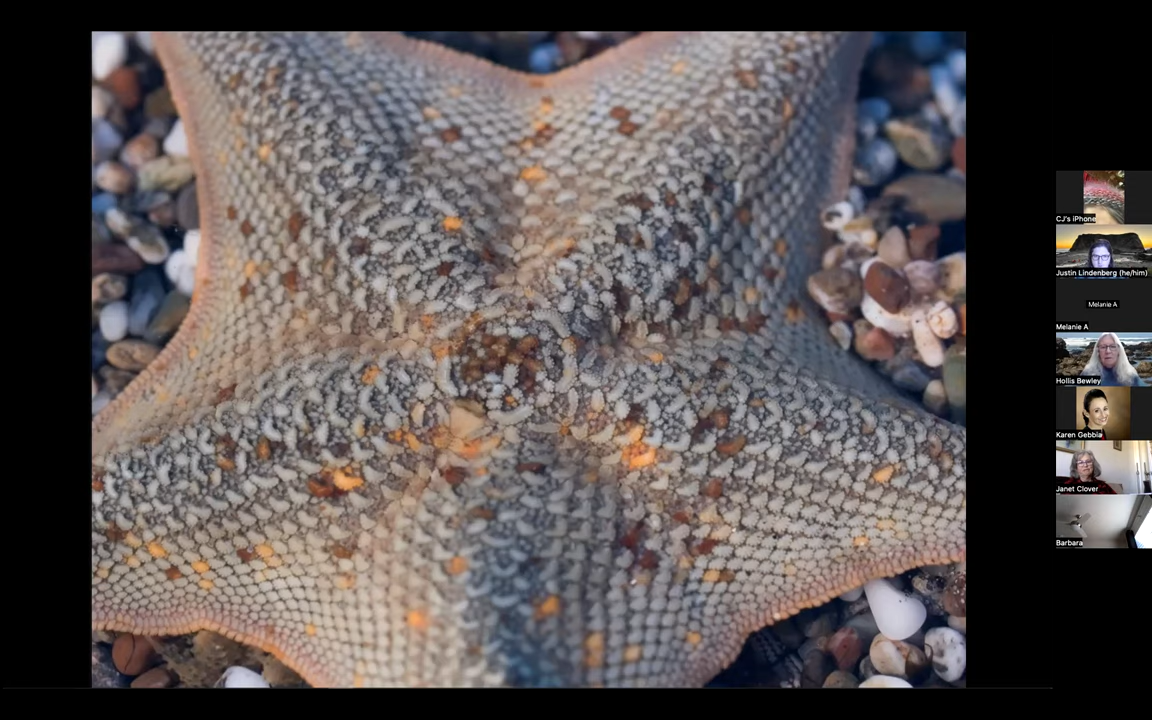 CJ's iPhone
Justin Lindenberg (he/him)
Melanie A
Melanie A
Hollis Bewley
Karen Gebbia
Janet Clover
Barbara